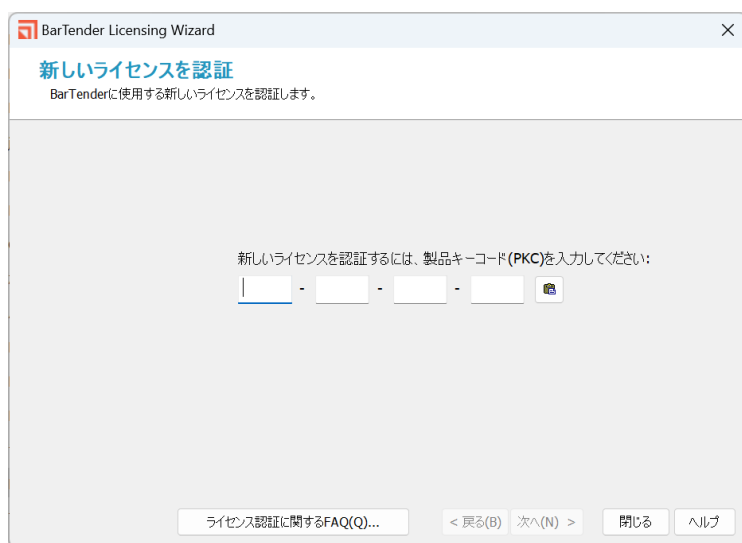 BarTender Licensing Wizard
新しいライセンスを認証
BarTenderに使用する新しいライセンスを認証します。
新しいライセンスを認証するには、製品キーコード(PKC)を入力してください:
- - -
ライセンス認証に関するFAQ(Q)... < 戻る(B) 次へ(N) > 閉じる ヘルプ